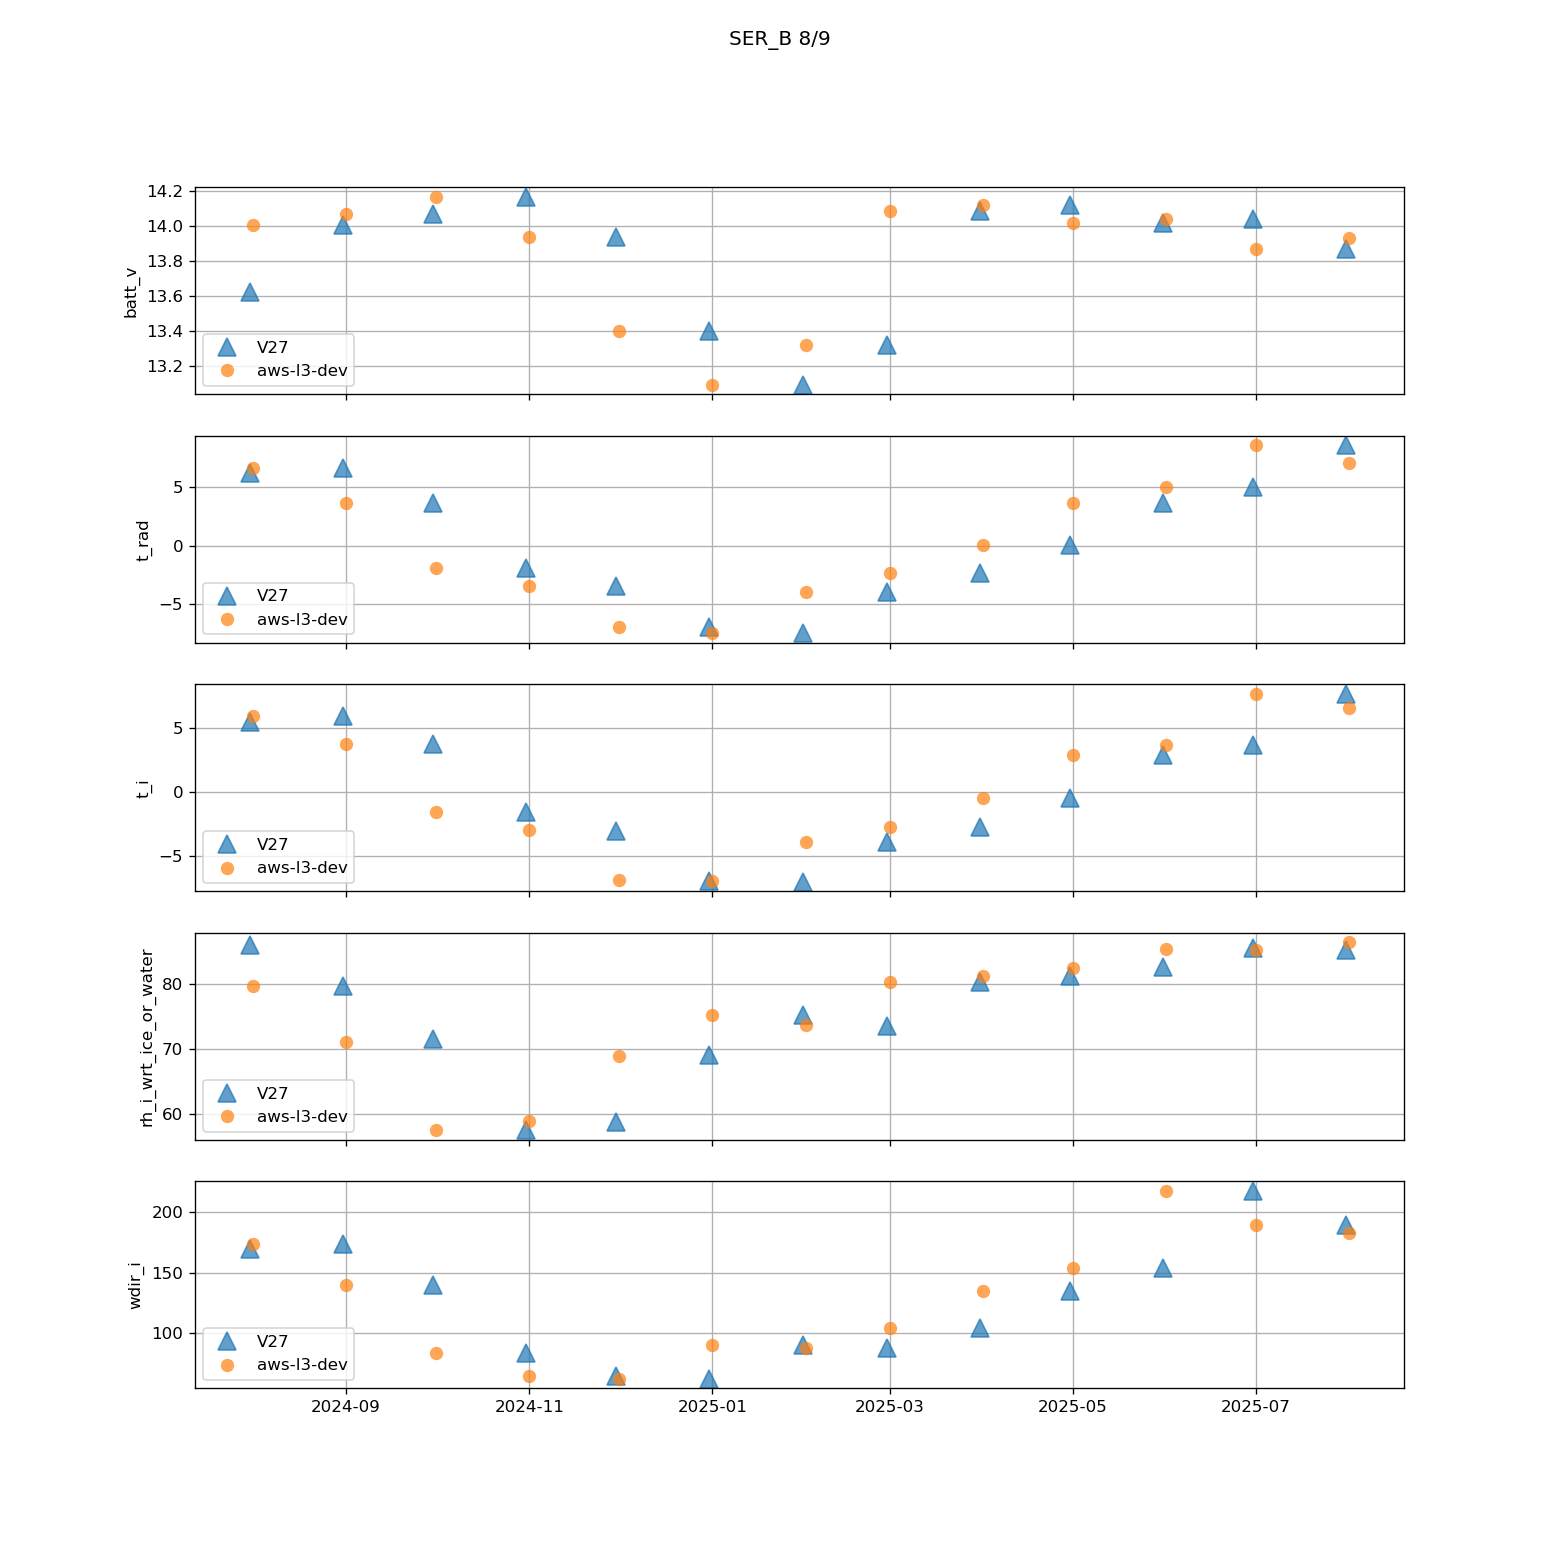 SER_B 8/9
14.2
14.0
13.8
13.6
13.4
13.2
batt_v
V27
aws-l3-dev
5
0
−5
t_rad
V27
aws-l3-dev
5
0
−5
t_i
V27
aws-l3-dev
80
70
60
rh_i_wrt_ice_or_water
V27
aws-l3-dev
200
150
100
wdir_i
V27
aws-l3-dev
2024-09 2024-11 2025-01 2025-03 2025-05 2025-07